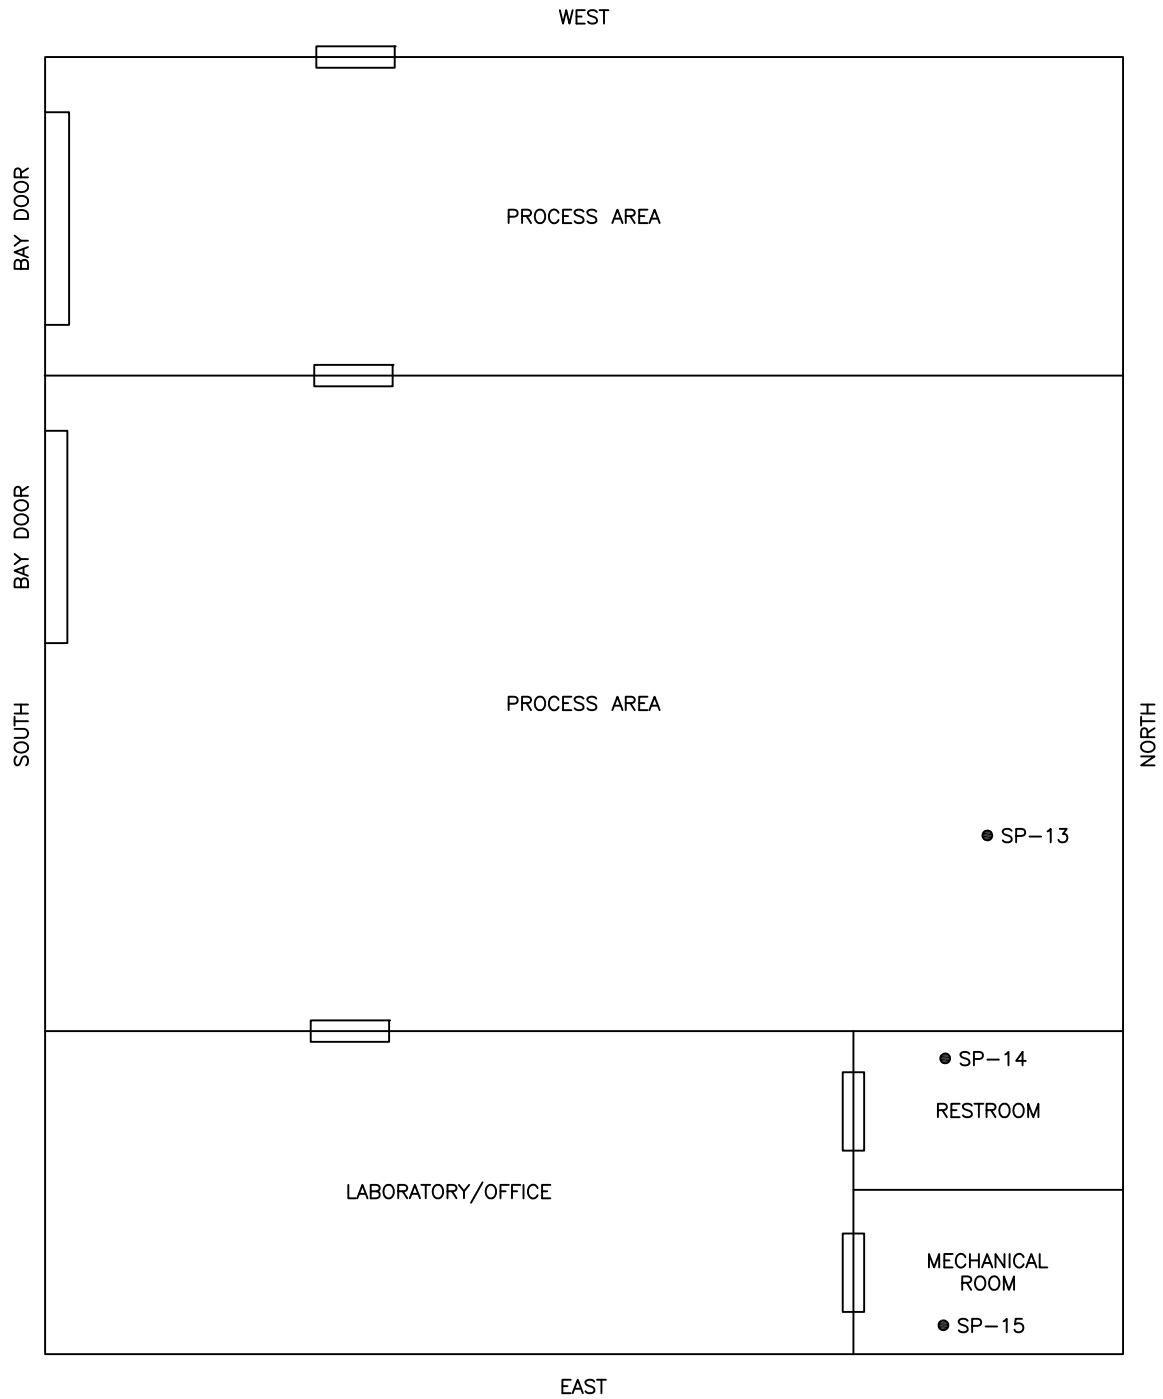 WEST
BAY DOOR
PROCESS AREA
BAY DOOR
PROCESS AREA
SOUTH
NORTH
SP-13
SP-14
RESTROOM
LABORATORY/OFFICE
MECHANICAL
ROOM
SP-15
EAST